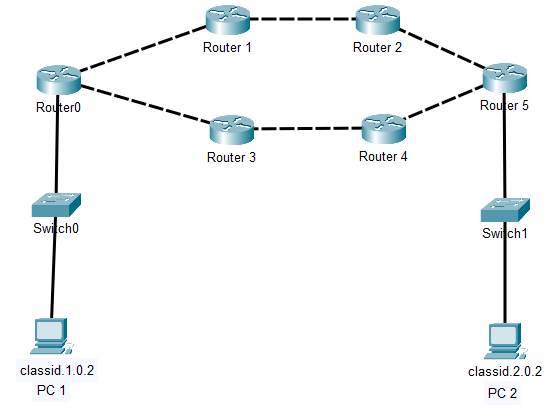 Router 1
Router 2
Router0
Router 5
Router 3
Router 4
Switch0
Switch1
classid.1.0.2
PC 1
classid.2.0.2
PC 2